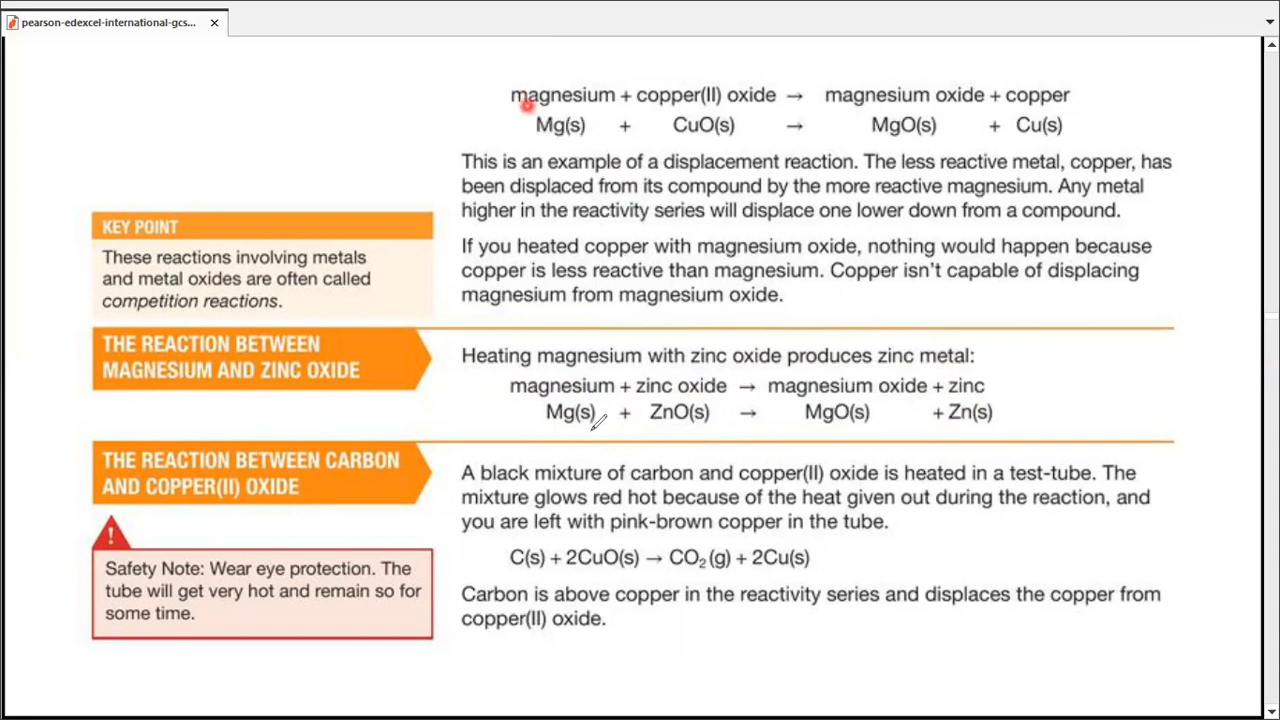 pearson-edexcel-international-gcs...
magnesium + copper(II) oxide → magnesium oxide + copper
Mg(s) + CuO(s) → MgO(s) + Cu(s)
This is an example of a displacement reaction. The less reactive metal, copper, has
been displaced from its compound by the more reactive magnesium. Any metal
higher in the reactivity series will displace one lower down from a compound.
KEY POINT
These reactions involving metals
and metal oxides are often called
competition reactions.
If you heated copper with magnesium oxide, nothing would happen because
copper is less reactive than magnesium. Copper isn't capable of displacing
magnesium from magnesium oxide.
THE REACTION BETWEEN
MAGNESIUM AND ZINC OXIDE
Heating magnesium with zinc oxide produces zinc metal:
magnesium + zinc oxide → magnesium oxide + zinc
Mg(s) + ZnO(s) → MgO(s) + Zn(s)
THE REACTION BETWEEN CARBON
AND COPPER(II) OXIDE
A black mixture of carbon and copper(II) oxide is heated in a test-tube. The
mixture glows red hot because of the heat given out during the reaction, and
you are left with pink-brown copper in the tube.
C(s) + 2CuO(s) → CO₂(g) + 2Cu(s)
Carbon is above copper in the reactivity series and displaces the copper from
copper(II) oxide.
!
Safety Note: Wear eye protection. The
tube will get very hot and remain so for
some time.